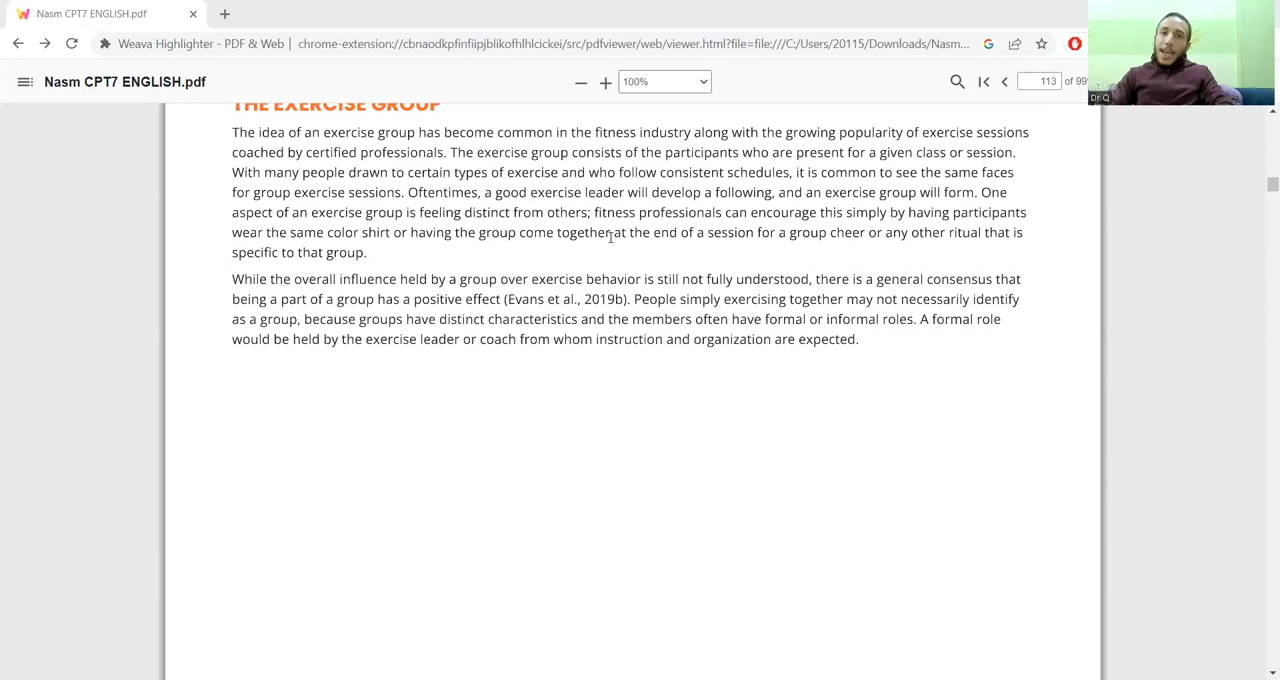 Nasm CPT7 ENGLISH.pdf
Weava Highlighter - PDF & Web | chrome-extension://cbnaodkpfinfiipjblikofhlhlcickei/src/pdfviewer/web/viewer.html?file=file:///C:/Users/20115/Downloads/Nasm...
Nasm CPT7 ENGLISH.pdf
100%
113 of 99
Dr Q
THE EXERCISE GROUP
The idea of an exercise group has become common in the fitness industry along with the growing popularity of exercise sessions
coached by certified professionals. The exercise group consists of the participants who are present for a given class or session.
With many people drawn to certain types of exercise and who follow consistent schedules, it is common to see the same faces
for group exercise sessions. Oftentimes, a good exercise leader will develop a following, and an exercise group will form. One
aspect of an exercise group is feeling distinct from others; fitness professionals can encourage this simply by having participants
wear the same color shirt or having the group come together at the end of a session for a group cheer or any other ritual that is
specific to that group.
While the overall influence held by a group over exercise behavior is still not fully understood, there is a general consensus that
being a part of a group has a positive effect (Evans et al., 2019b). People simply exercising together may not necessarily identify
as a group, because groups have distinct characteristics and the members often have formal or informal roles. A formal role
would be held by the exercise leader or coach from whom instruction and organization are expected.